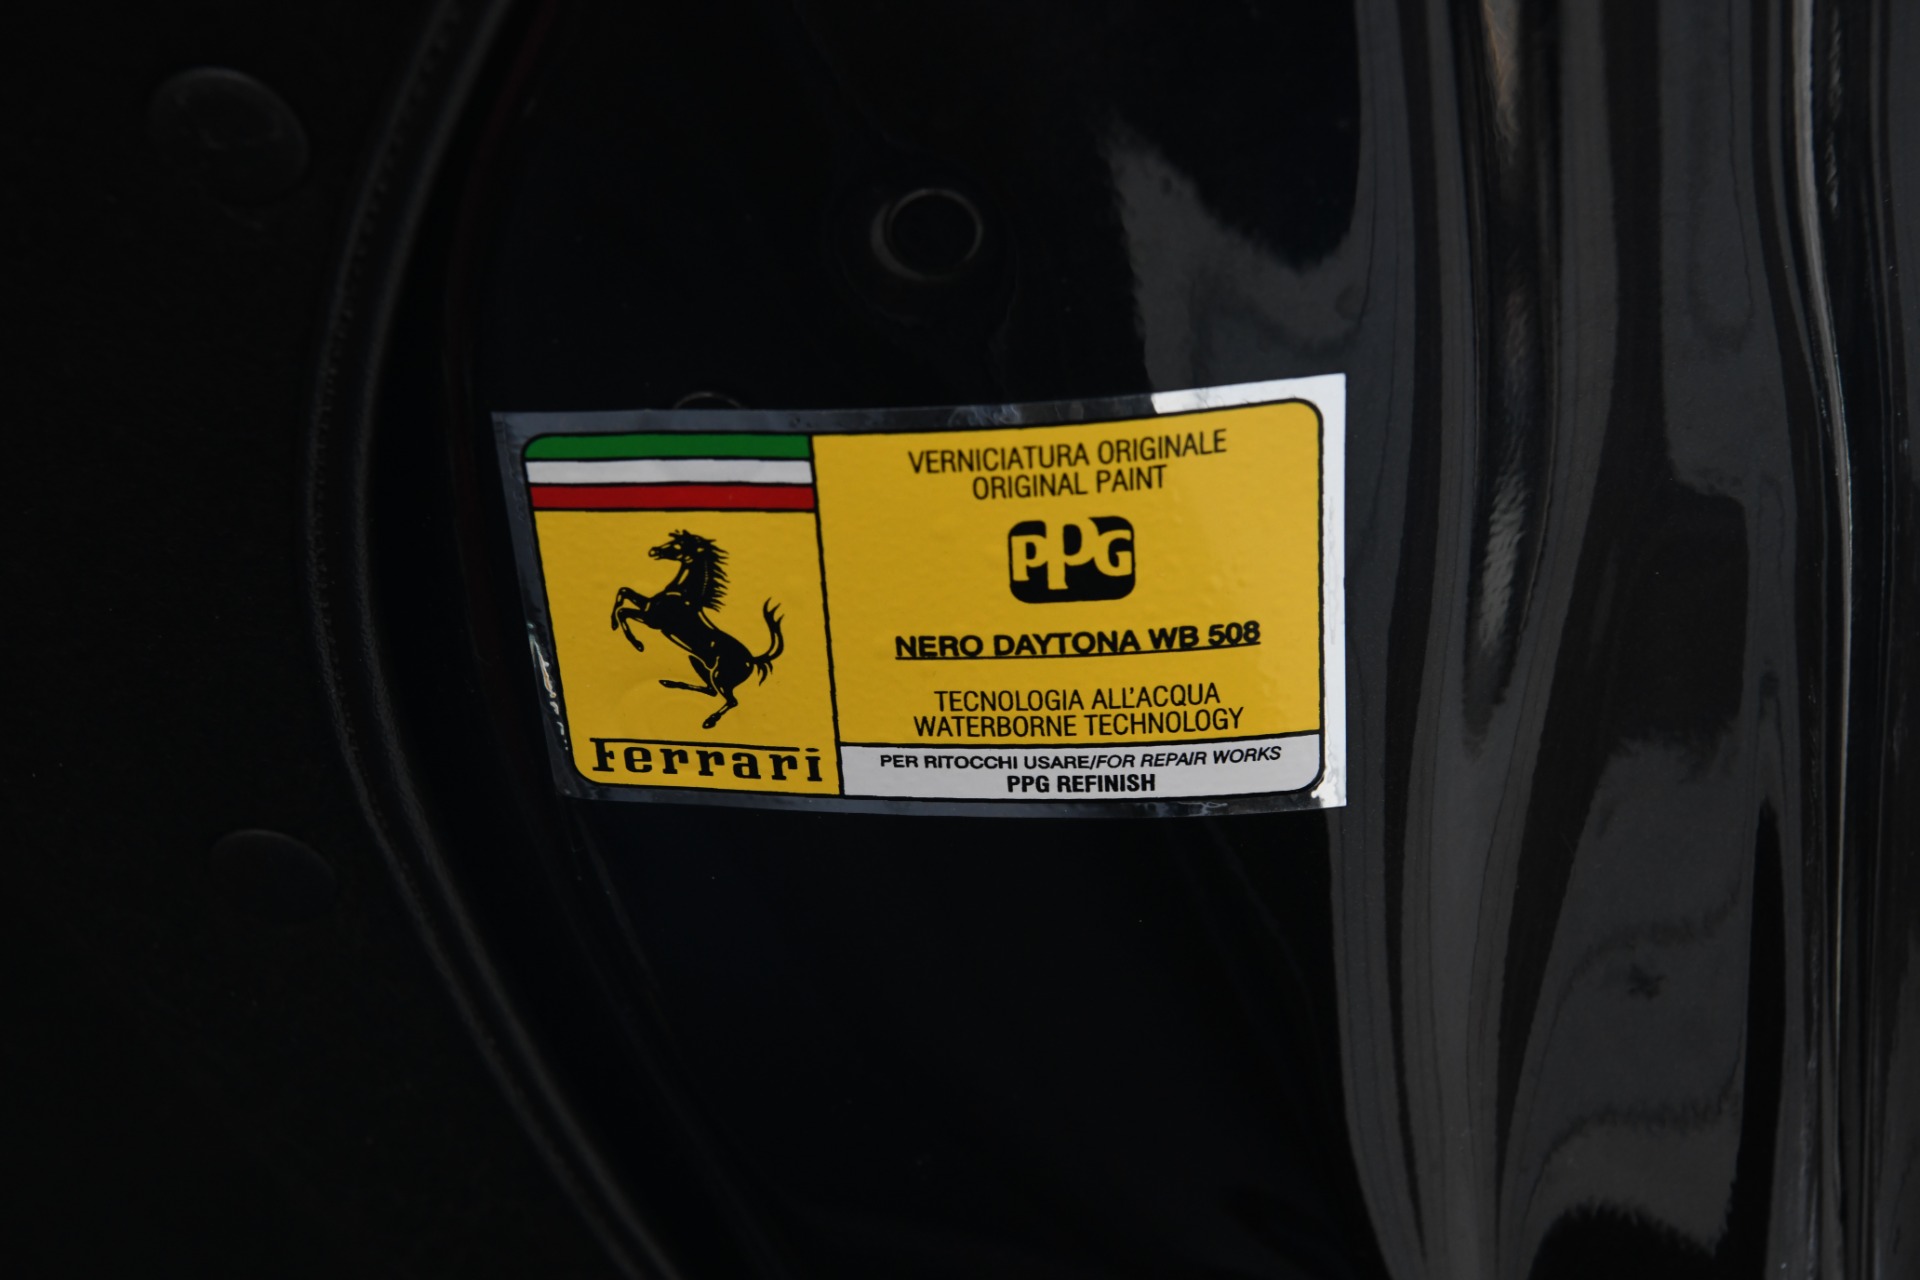 VERNICIATURA ORIGINALE
ORIGINAL PAINT
PPG
NERO DAYTONA WB 508
TECNOLOGIA ALL'ACQUA
WATERBORNE TECHNOLOGY
Ferrari
PER RITOCCHI USARE/FOR REPAIR WORKS
PPG REFINISH